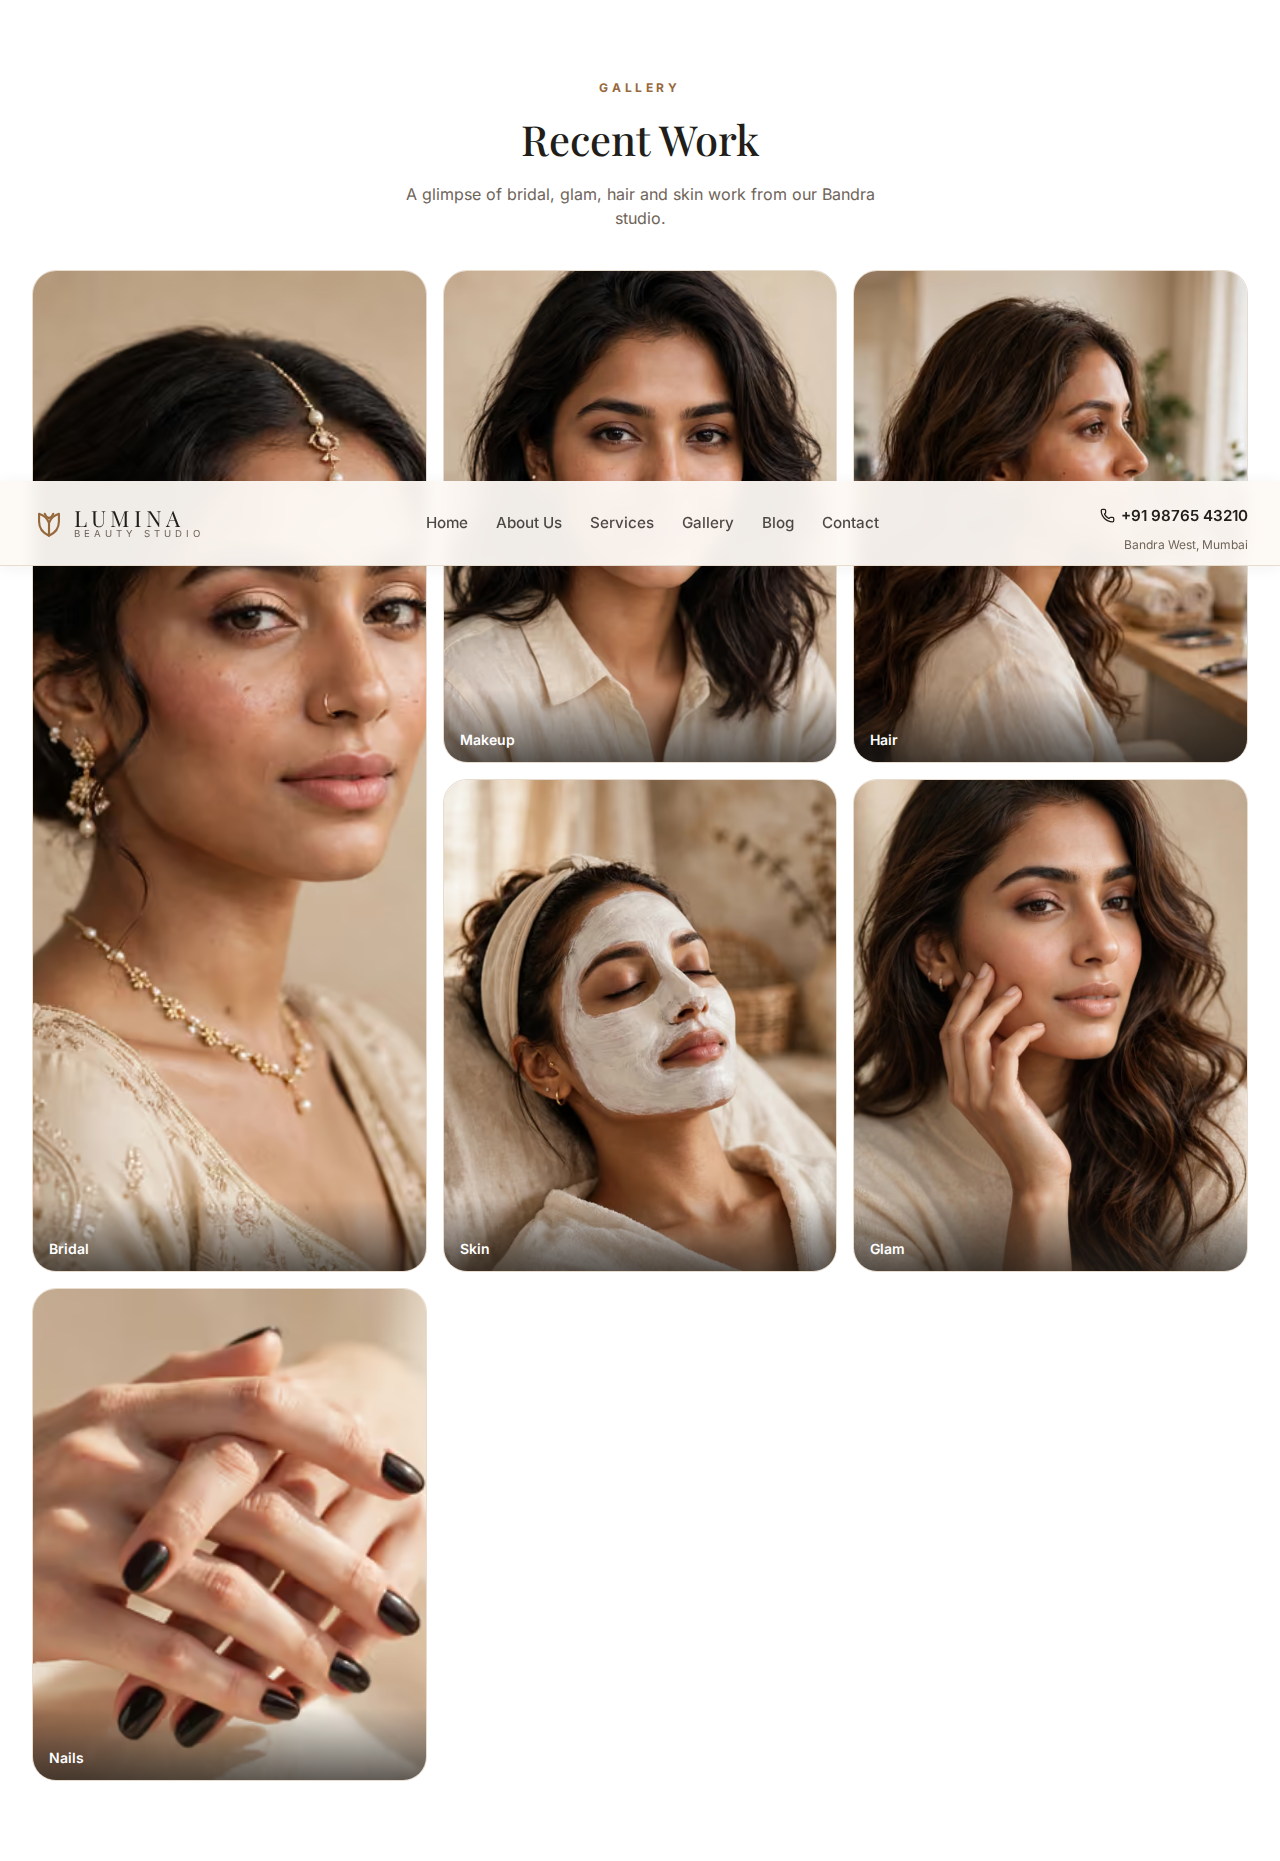 GALLERY
Recent Work
A glimpse of bridal, glam, hair and skin work from our Bandra
studio.
LUMINA
BEAUTY STUDIO
Home About Us Services Gallery Blog Contact
+91 98765 43210
Bandra West, Mumbai
Makeup
Hair
Bridal
Skin
Glam
Nails